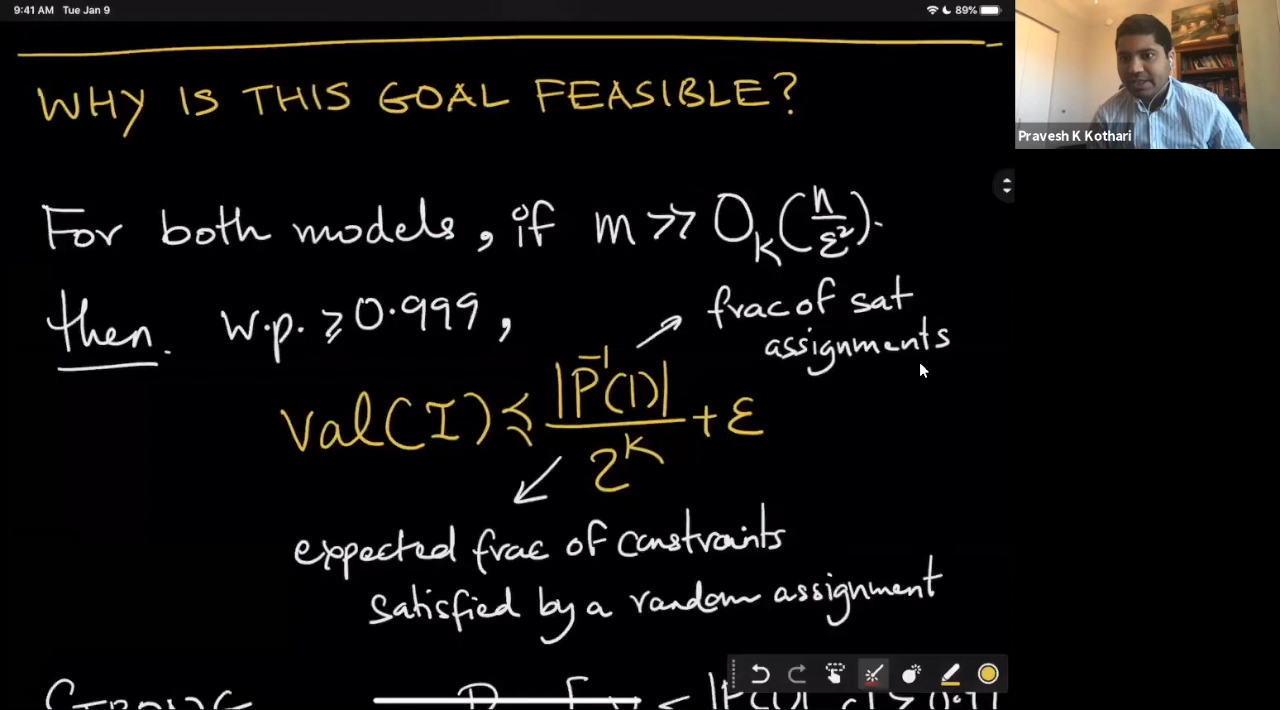 9:41 AM Tue Jan 9
89%
WHY IS THIS GOAL FEASIBLE?
Pravesh K Kothari
For both models, if m >> O_k(n/ε²).
then. w.p. ≥ 0.999,
frac of sat
assignments
Val(I) ≤ |P⁻¹(1)|/2^k + ε
expected frac of constraints
satisfied by a random assignment